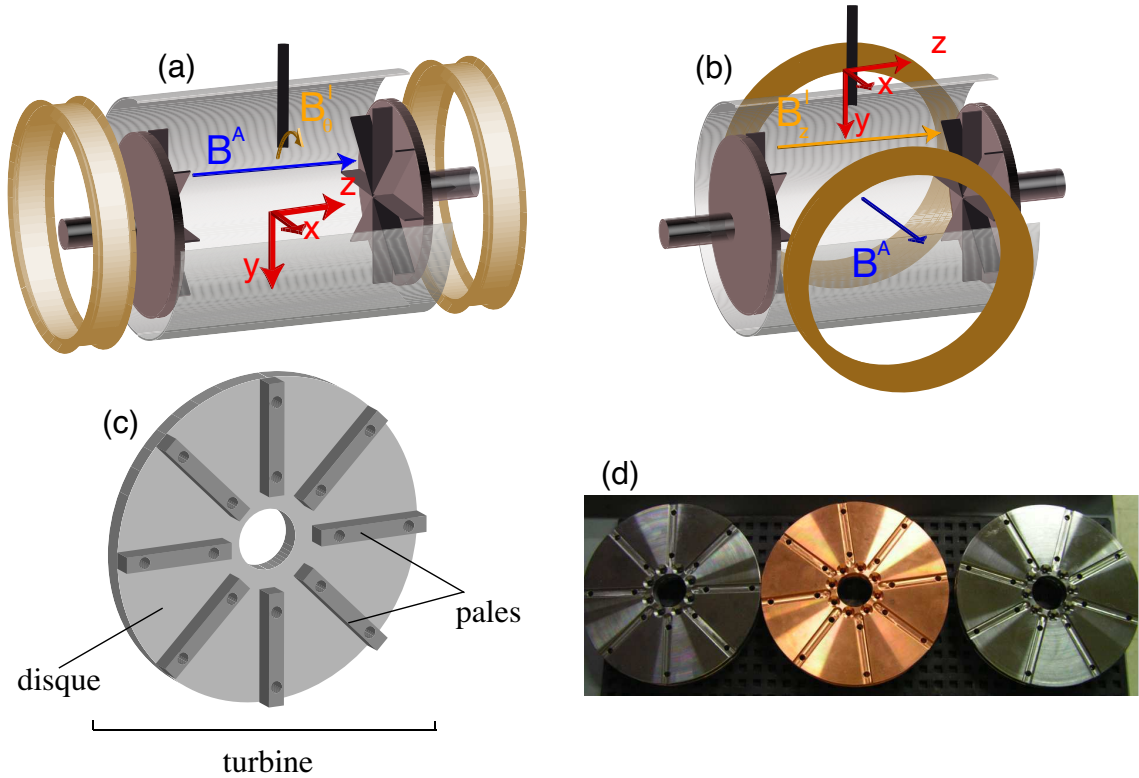 (a)
B^I_θ
B^A
z
x
y
(b)
z
x
B^I_z
y
B^A
(c)
pales
disque
turbine
(d)